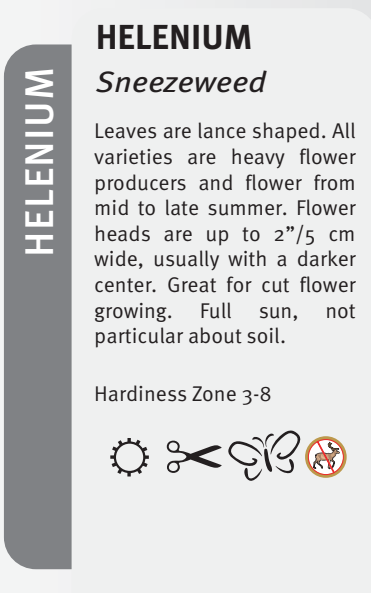 HELENIUM
HELENIUM
Sneezeweed
Leaves are lance shaped. All
varieties are heavy flower
producers and flower from
mid to late summer. Flower
heads are up to 2”/5 cm
wide, usually with a darker
center. Great for cut flower
growing. Full sun, not
particular about soil.
Hardiness Zone 3-8